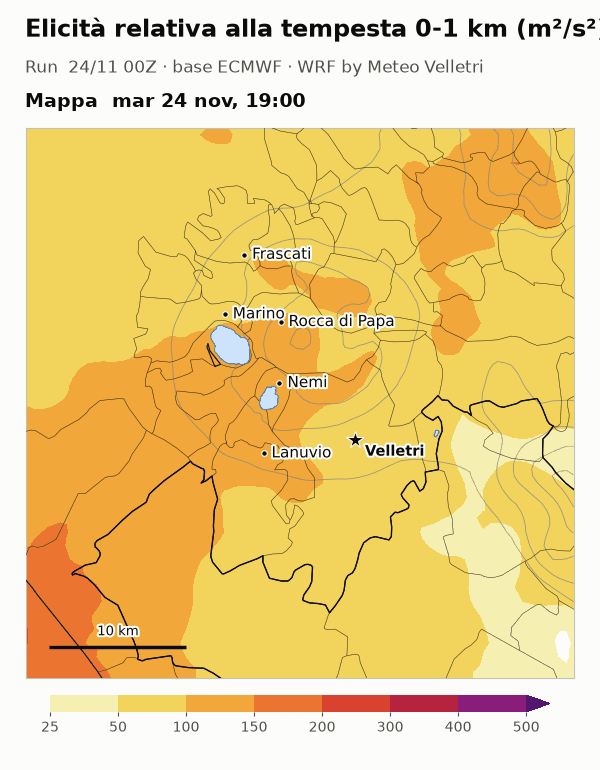 Elicità relativa alla tempesta 0-1 km (m²/s²)
Run 24/11 00Z · base ECMWF · WRF by Meteo Velletri
Mappa mar 24 nov, 19:00
Frascati
Marino
Rocca di Papa
Nemi
Velletri
Lanuvio
10 km
25 50 100 150 200 300 400 500